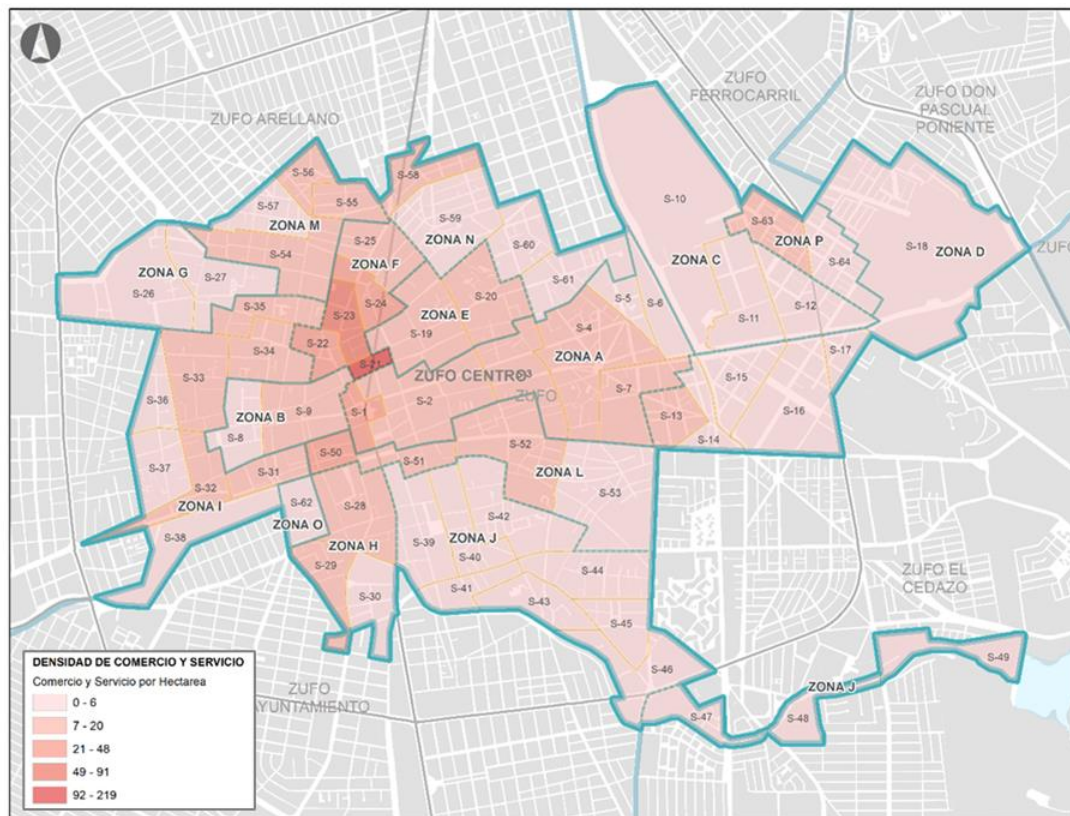 ZUFO
FERROCARRIL
ZUFO DON
PASCUAL
PONIENTE
ZUFO ARELLANO
S-56
S-58
S-55
S-57
ZONA M
S-59
S-10
S-63
ZONA P
S-25
ZONA N
S-60
S-18
ZONA D
S-54
ZONA F
ZONA C
S-64
ZONA G
S-27
S-61
S-26
S-24
S-20
S-5
S-6
S-12
S-35
S-23
ZONA E
S-11
S-19
S-4
S-22
S-34
ZONA A
S-17
S-21
S-33
ZUFO CENTRO
S-15
S-7
ZUFO
S-36
ZONA B
S-9
S-1
S-2
S-13
S-16
S-8
S-14
S-50
S-52
S-51
S-37
S-31
ZONA L
S-32
S-62
S-28
S-53
ZONA I
ZONA O
S-42
S-38
ZONA H
S-39
ZONA J
S-40
S-29
S-44
ZUFO EL
CEDAZO
S-30
S-41
S-43
S-45
S-46
S-49
ZONA J
S-47
S-48
ZUFO
AYUNTAMIENTO
DENSIDAD DE COMERCIO Y SERVICIO
Comercio y Servicio por Hectarea
0 - 6
7 - 20
21 - 48
49 - 91
92 - 219